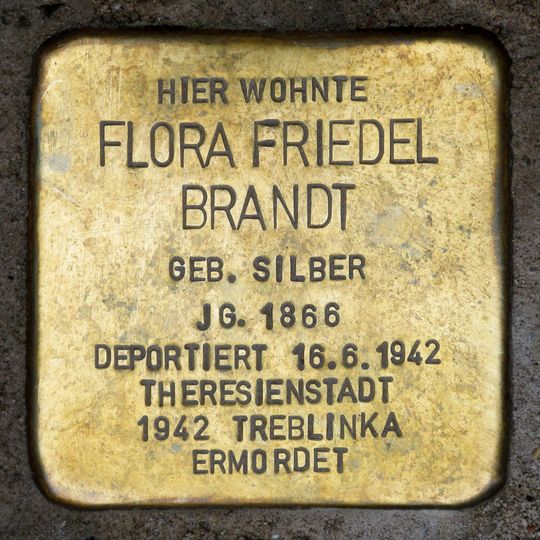 HIER WOHNTE
FLORA FRIEDEL
BRANDT
GEB. SILBER
JG. 1866
DEPORTIERT 16.6.1942
THERESIENSTADT
1942 TREBLINKA
ERMORDET